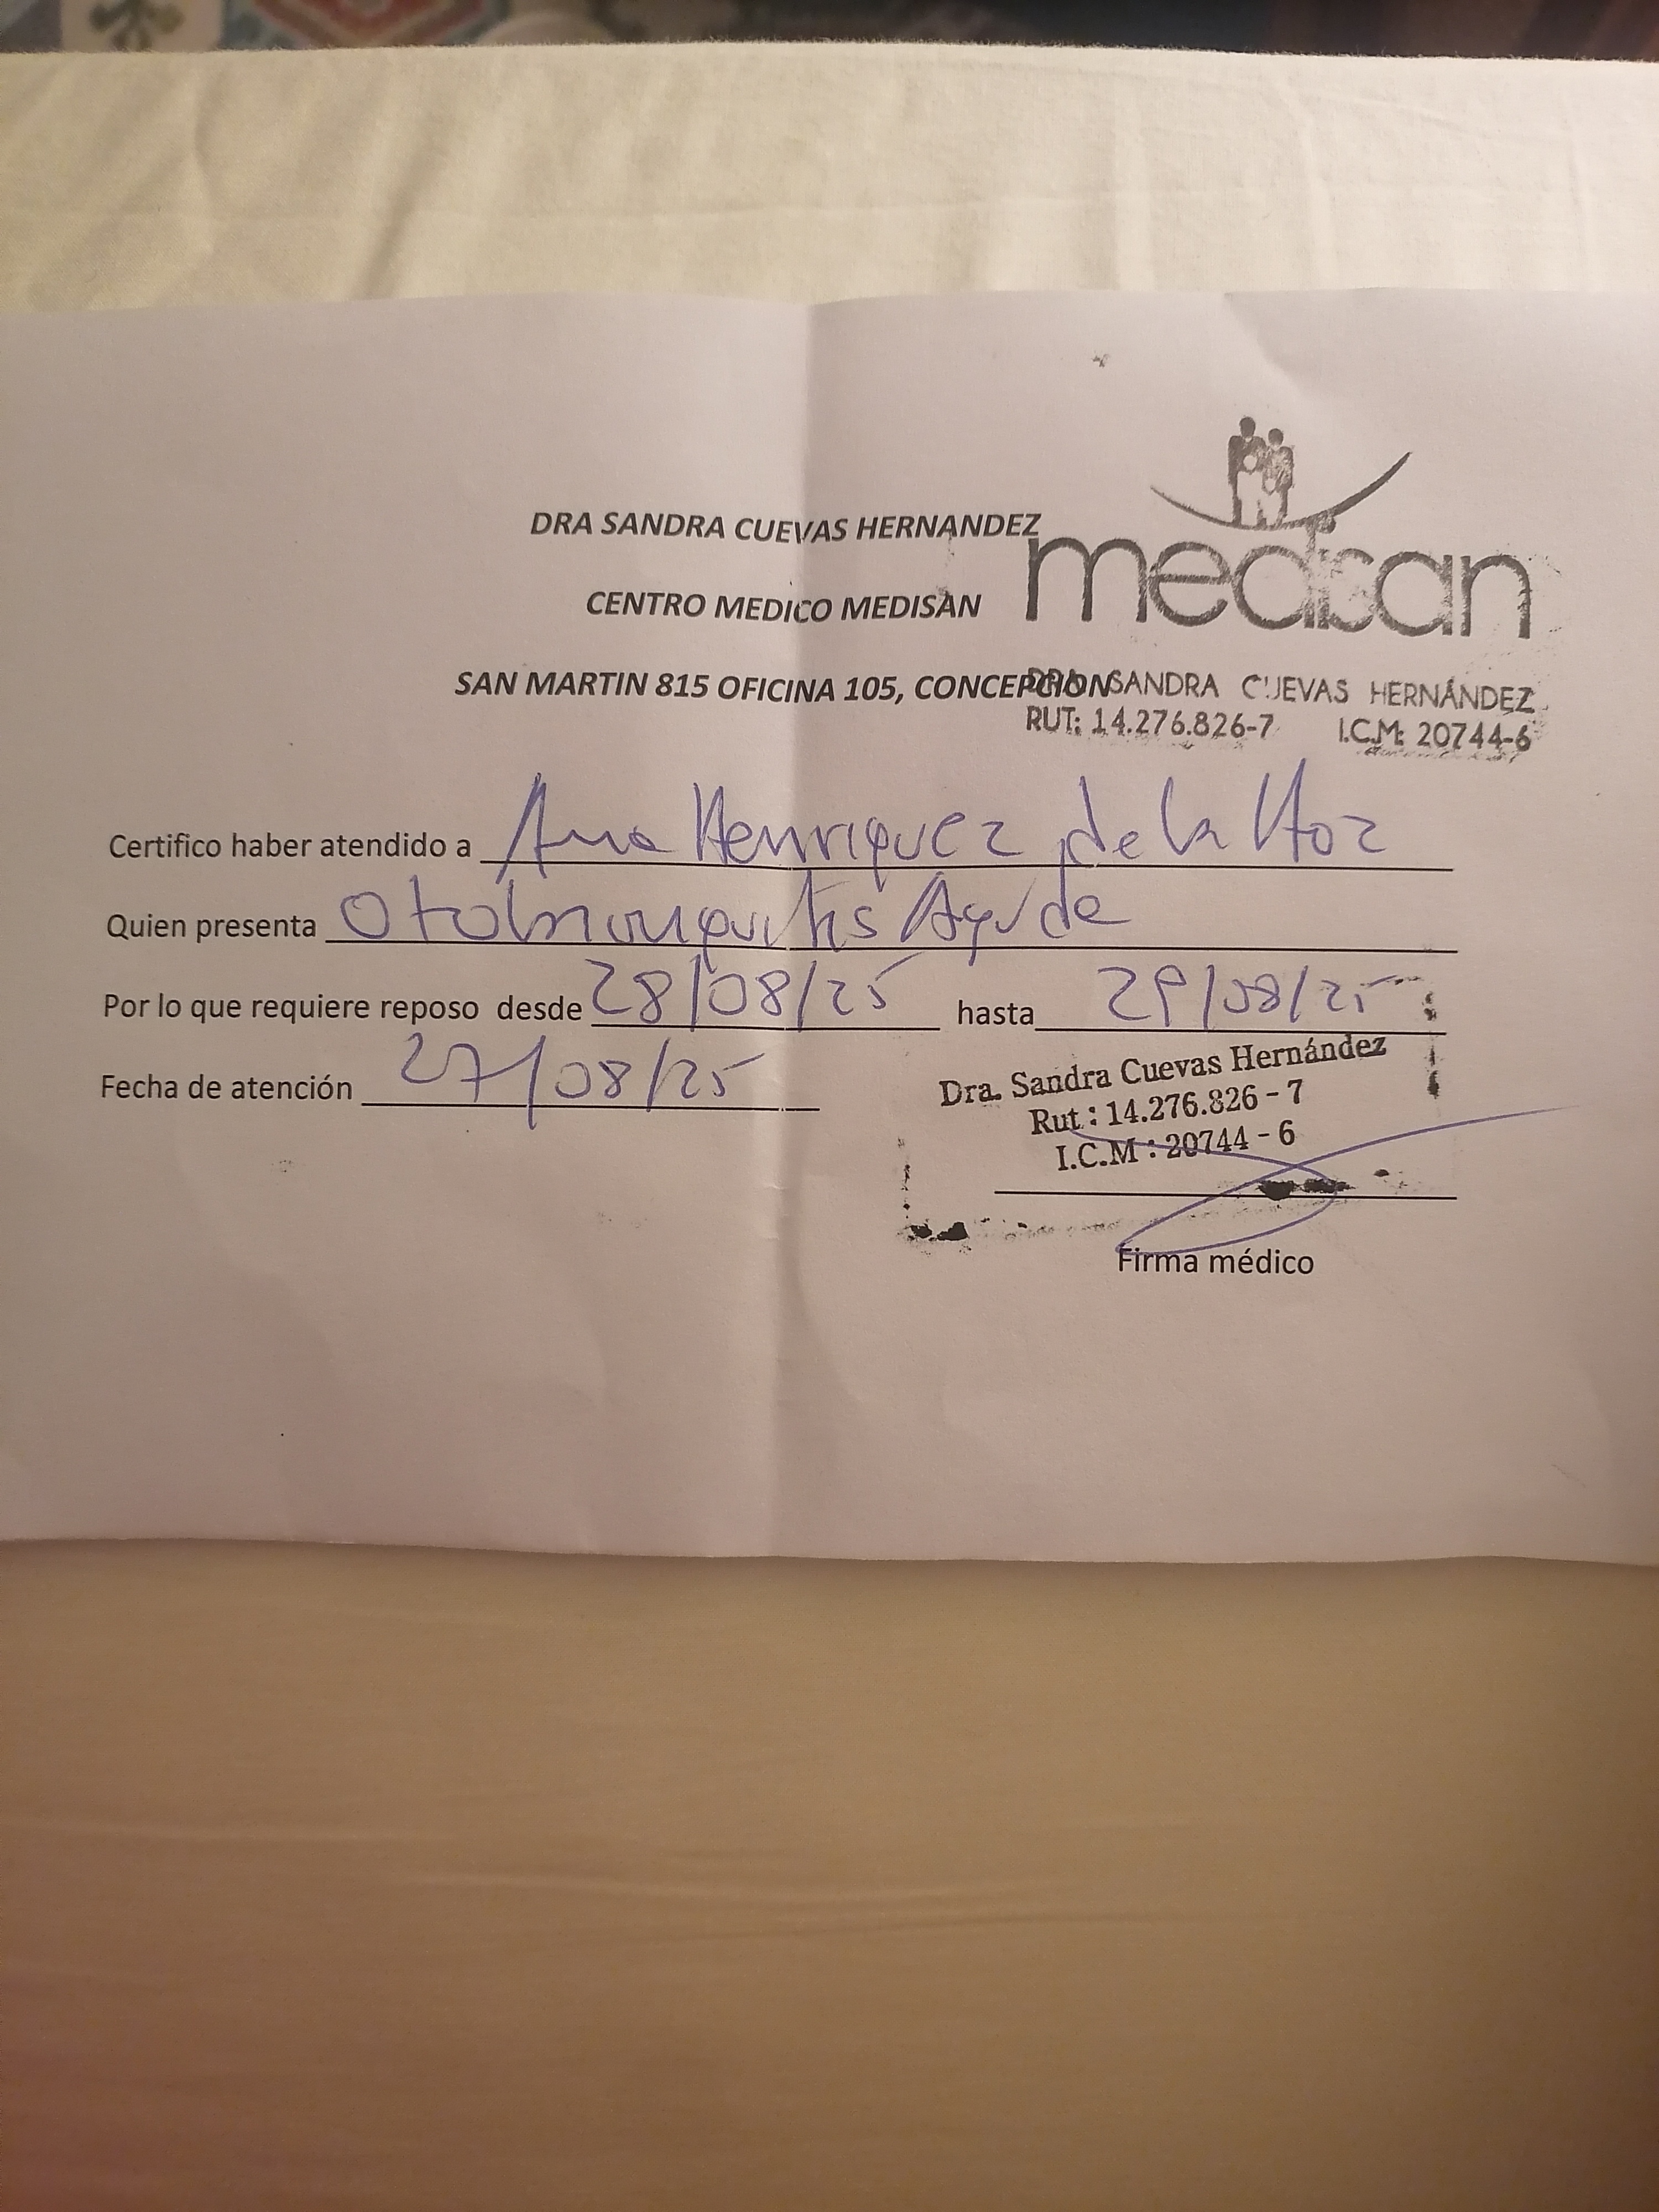 DRA SANDRA CUEVAS HERNANDEZ
CENTRO MEDICO MEDISAN
SAN MARTIN 815 OFICINA 105, CONCEPCION
medisan
DRA. SANDRA CUEVAS HERNÁNDEZ
RUT: 14.276.826-7 I.C.M: 20744-6
Certifico haber atendido a Ana Henriquez de la Hoz
Quien presenta Otobronquitis Aguda
Por lo que requiere reposo desde 28/08/25 hasta 29/08/25
Fecha de atención 27/08/25
Dra. Sandra Cuevas Hernández
Rut : 14.276.826 - 7
I.C.M : 20744 - 6
Firma médico